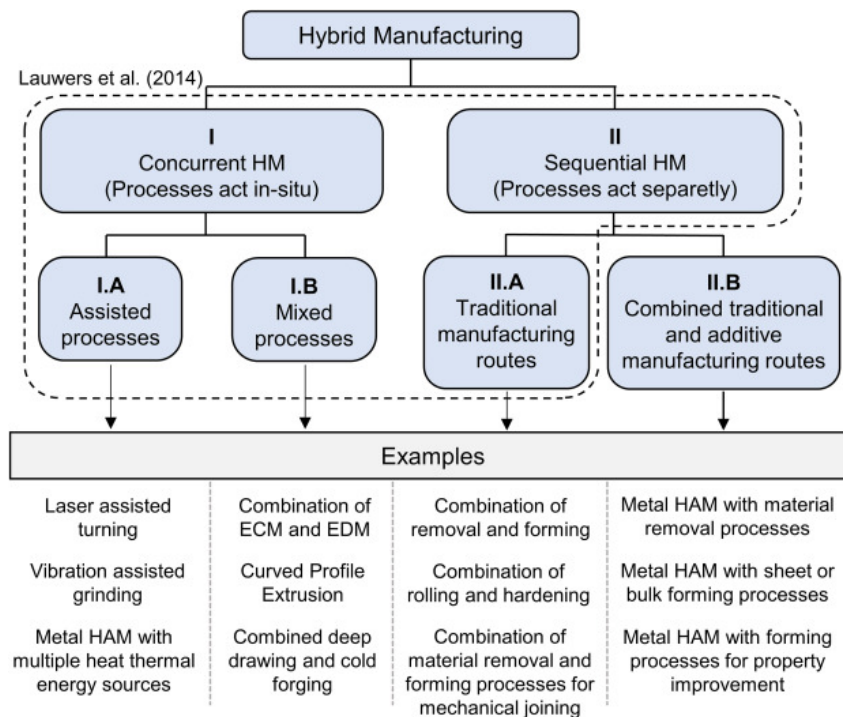 Hybrid Manufacturing
Lauwers et al. (2014)
I
Concurrent HM
(Processes act in-situ)
II
Sequential HM
(Processes act separetly)
I.A
Assisted
processes
I.B
Mixed
processes
II.A
Traditional
manufacturing
routes
II.B
Combined traditional
and additive
manufacturing routes
Examples
Laser assisted
turning
Vibration assisted
grinding
Metal HAM with
multiple heat thermal
energy sources
Combination of
ECM and EDM
Curved Profile
Extrusion
Combined deep
drawing and cold
forging
Combination of
removal and forming
Combination of
rolling and hardening
Combination of
material removal and
forming processes for
mechanical joining
Metal HAM with material
removal processes
Metal HAM with sheet or
bulk forming processes
Metal HAM with forming
processes for property
improvement